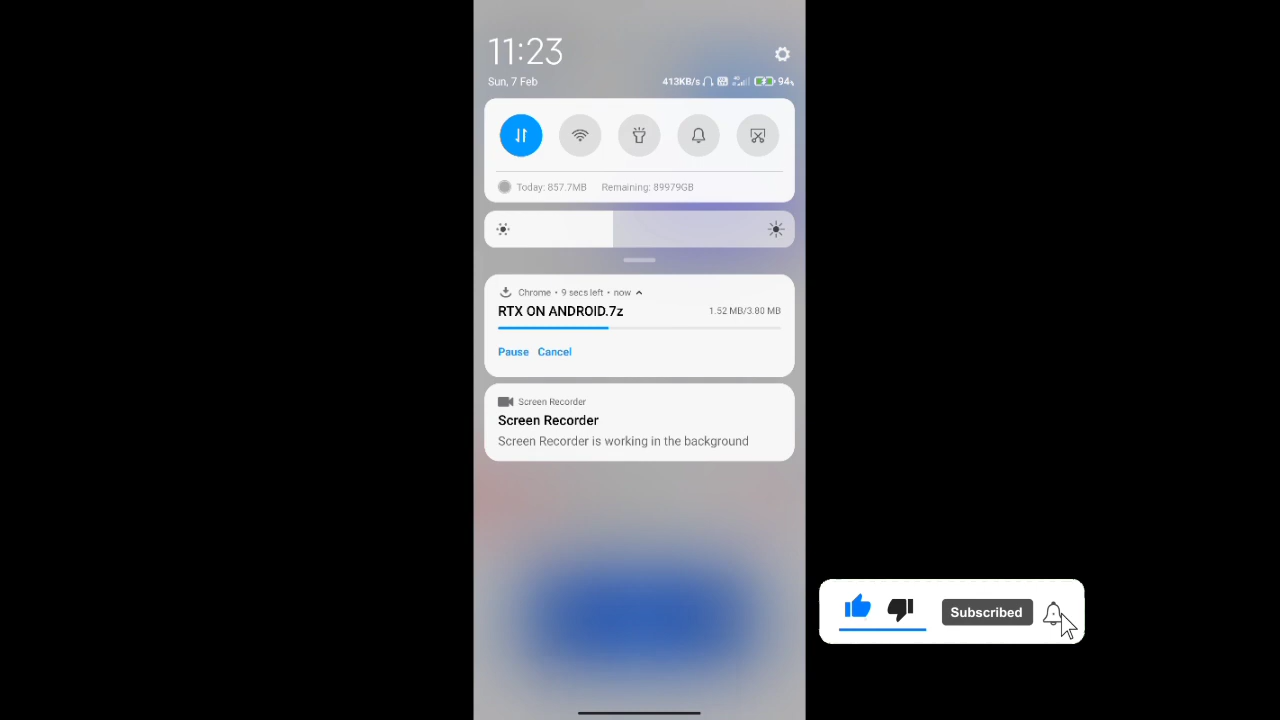 11:23
Sun, 7 Feb
413KB/s
94
Today: 857.7MB Remaining: 89979GB
Chrome • 9 secs left • now
RTX ON ANDROID.7z
1.52 MB/3.80 MB
Pause Cancel
Screen Recorder
Screen Recorder
Screen Recorder is working in the background
Subscribed